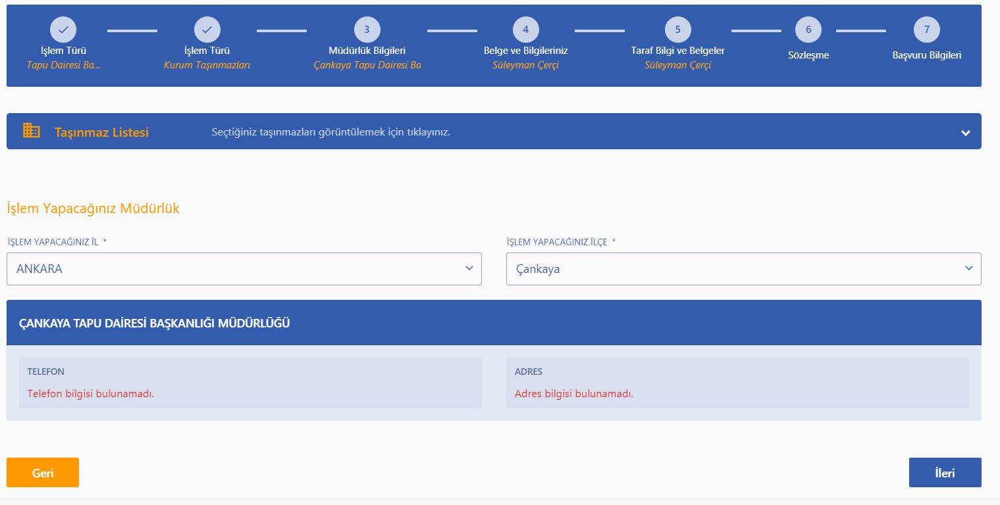 3
4
5
6
7
İşlem Türü
İşlem Türü
Müdürlük Bilgileri
Belge ve Bilgileriniz
Taraf Bilgi ve Belgeler
Sözleşme
Başvuru Bilgileri
Tapu Dairesi Ba...
Kurum Taşınmazları
Çankaya Tapu Dairesi Ba
Süleyman Çerçi
Süleyman Çerçi
Taşınmaz Listesi
Seçtiğiniz taşınmazları görüntülemek için tıklayınız.
İşlem Yapacağınız Müdürlük
İŞLEM YAPACAĞINIZ İL *
İŞLEM YAPACAĞINIZ İLÇE *
ANKARA
Çankaya
ÇANKAYA TAPU DAİRESİ BAŞKANLIĞI MÜDÜRLÜĞÜ
TELEFON
ADRES
Telefon bilgisi bulunamadı.
Adres bilgisi bulunamadı.
Geri
İleri